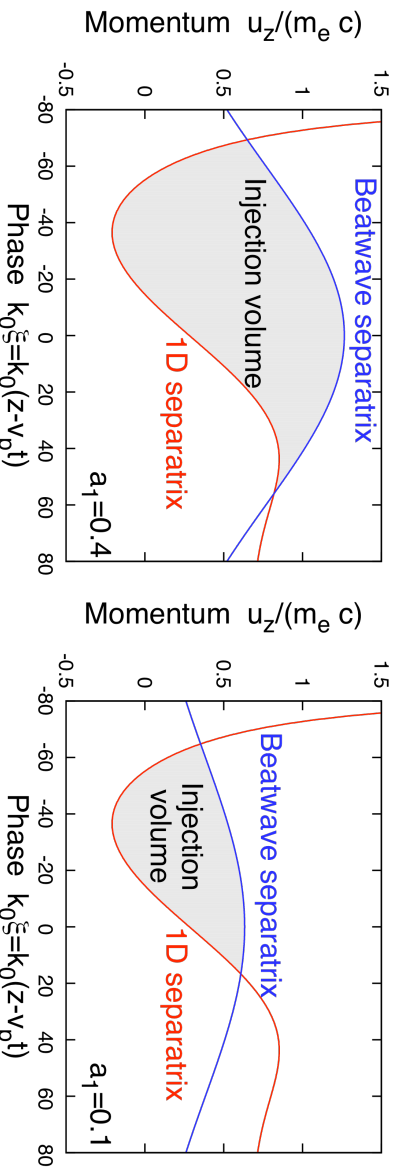 Momentum u_z/(m_e c)
1.5
1
0.5
0
-0.5
Beatwave separatrix
Injection volume
1D separatrix
a_1=0.4
-80 -60 -40 -20 0 20 40 60 80
Phase k_0ξ=k_0(z-v_pt)
Momentum u_z/(m_e c)
1.5
1
0.5
0
-0.5
Beatwave separatrix
Injection
volume
1D separatrix
a_1=0.1
-80 -60 -40 -20 0 20 40 60 80
Phase k_0ξ=k_0(z-v_pt)